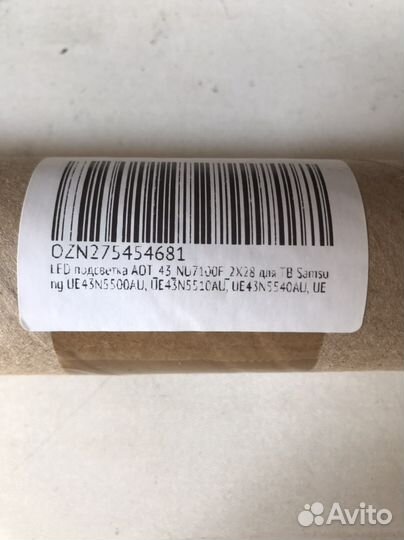 OZN275454681
LED подсветка AOT_43_NU7100F_2X28 для ТВ Samsu
ng UE43N5500AU, UE43N5510AU, UE43N5540AU, UE
Avito